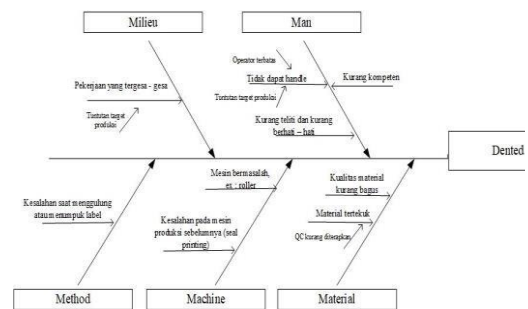 Milieu
Man
Operator terbatas
Tidak dapat handle
Kurang kompeten
Pekerjaan yang tergesa - gesa
Tuntutan target
produksi
Tuntutan target produksi
Kurang teliti dan kurang
berhati – hati
Dented
Mesin bermasalah,
ex : roller
Kualitas material
kurang bagus
Kesalahan saat menggulung
atau menumpuk label
Kesalahan pada mesin
produksi sebelumnya (seal
printing)
Material tertekuk
QC kurang diterapkan
Method
Machine
Material